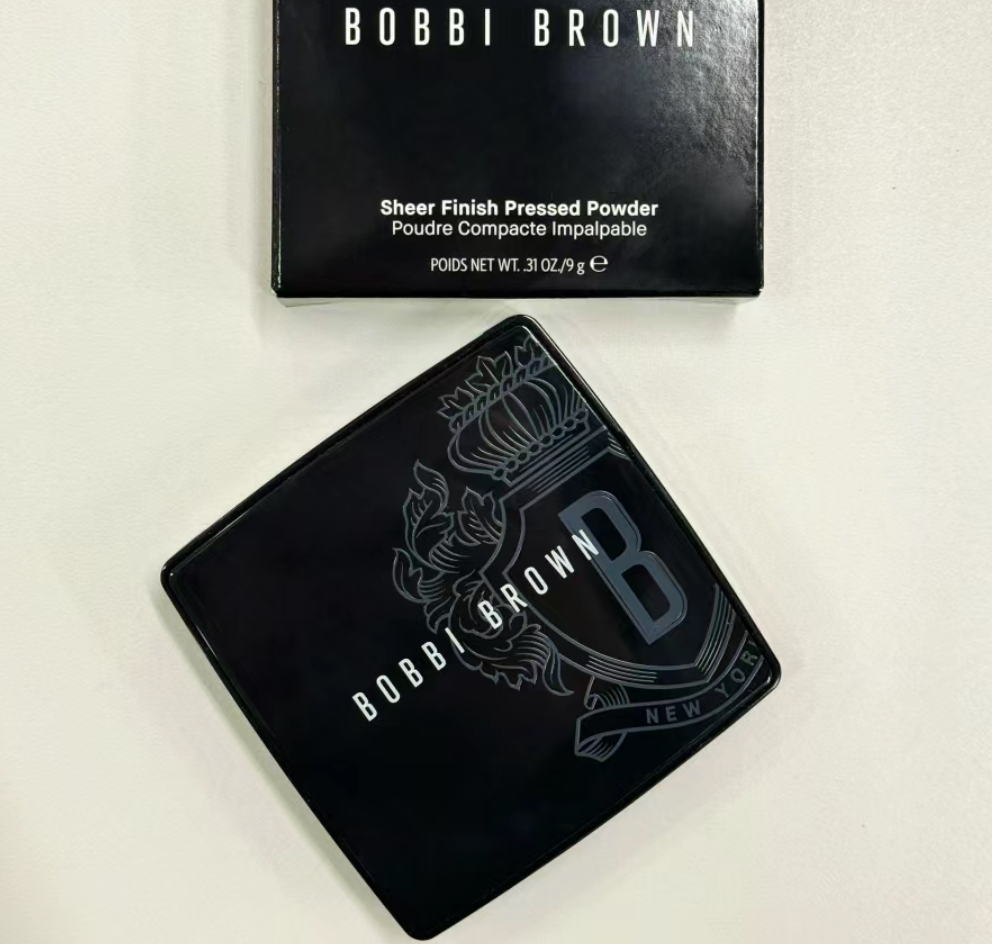 BOBBI BROWN
Sheer Finish Pressed Powder
Poudre Compacte Impalpable
POIDS NET WT. .31 OZ./9 g ℮
BOBBI BROWN
B
NEW YOR